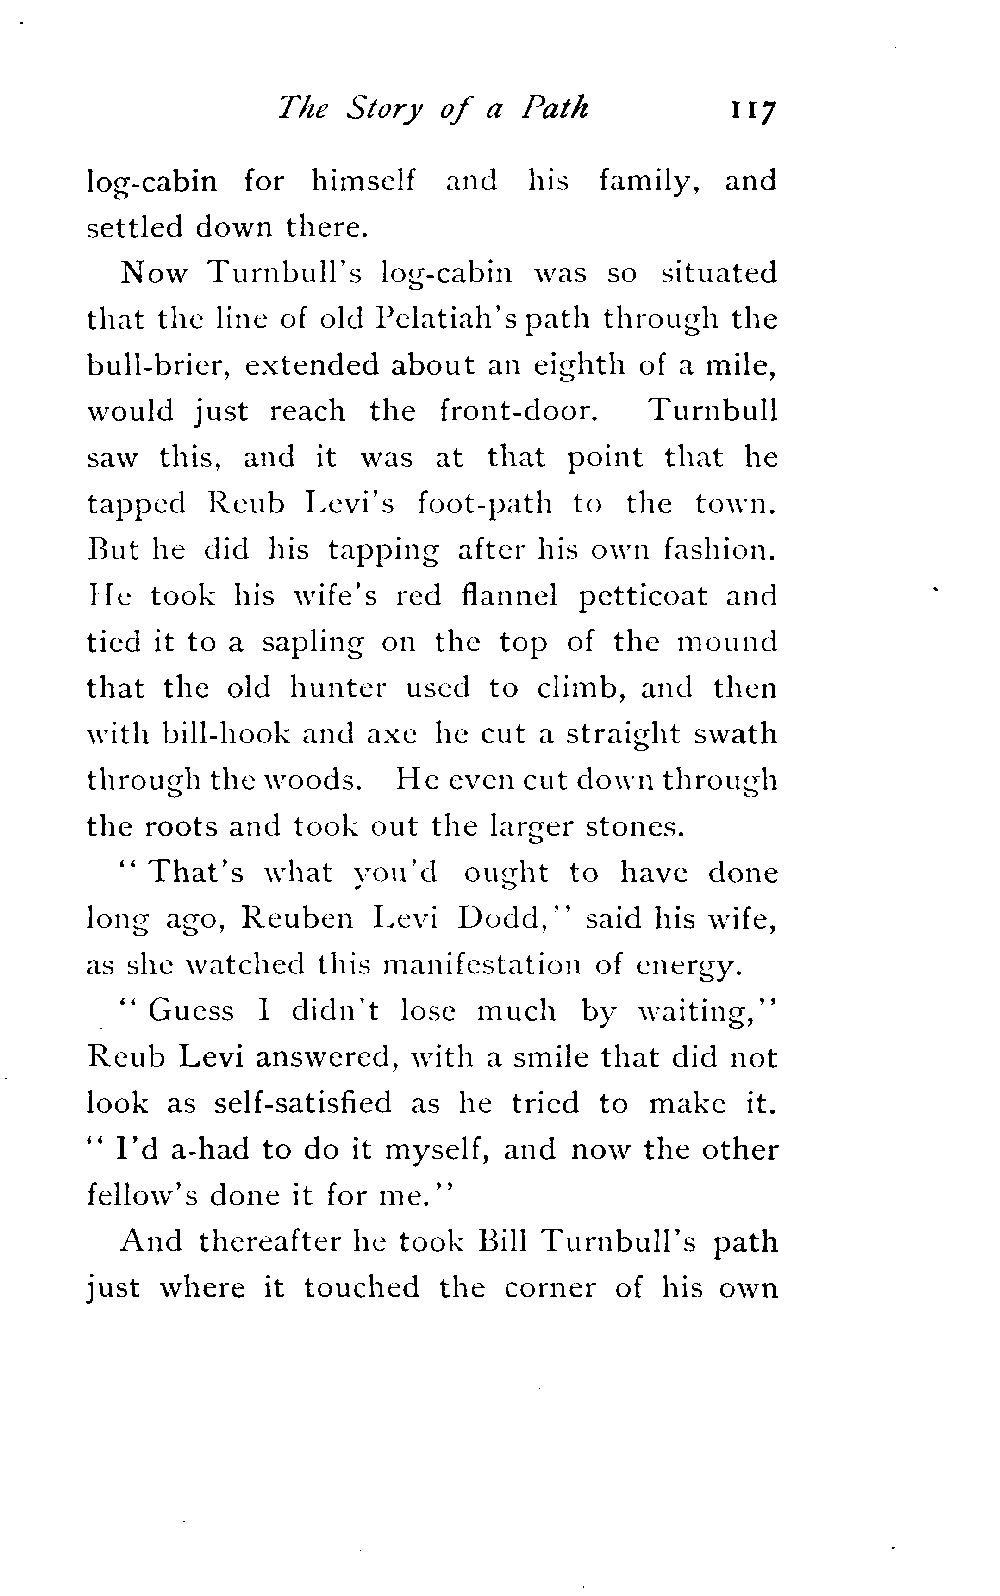 The Story of a Path 117
log-cabin for himself and his family, and
settled down there.
Now Turnbull's log-cabin was so situated
that the line of old Pelatiah's path through the
bull-brier, extended about an eighth of a mile,
would just reach the front-door. Turnbull
saw this, and it was at that point that he
tapped Reub Levi's foot-path to the town.
But he did his tapping after his own fashion.
He took his wife's red flannel petticoat and
tied it to a sapling on the top of the mound
that the old hunter used to climb, and then
with bill-hook and axe he cut a straight swath
through the woods. He even cut down through
the roots and took out the larger stones.
“ That's what you'd ought to have done
long ago, Reuben Levi Dodd,” said his wife,
as she watched this manifestation of energy.
“ Guess I didn't lose much by waiting,”
Reub Levi answered, with a smile that did not
look as self-satisfied as he tried to make it.
“ I'd a-had to do it myself, and now the other
fellow's done it for me.”
And thereafter he took Bill Turnbull's path
just where it touched the corner of his own